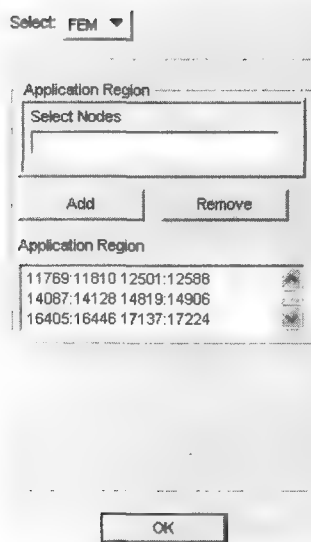 Select: FEM
Application Region
Select Nodes
Add Remove
Application Region
11769:11810 12501:12588
14087:14128 14819:14906
16405:16446 17137:17224
OK